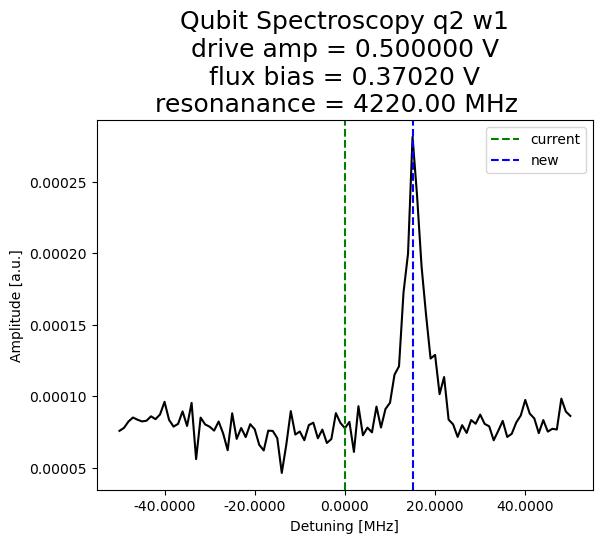 Qubit Spectroscopy q2 w1
drive amp = 0.500000 V
flux bias = 0.37020 V
resonanance = 4220.00 MHz
current
new
Amplitude [a.u.]
0.00025
0.00020
0.00015
0.00010
0.00005
-40.0000 -20.0000 0.0000 20.0000 40.0000
Detuning [MHz]